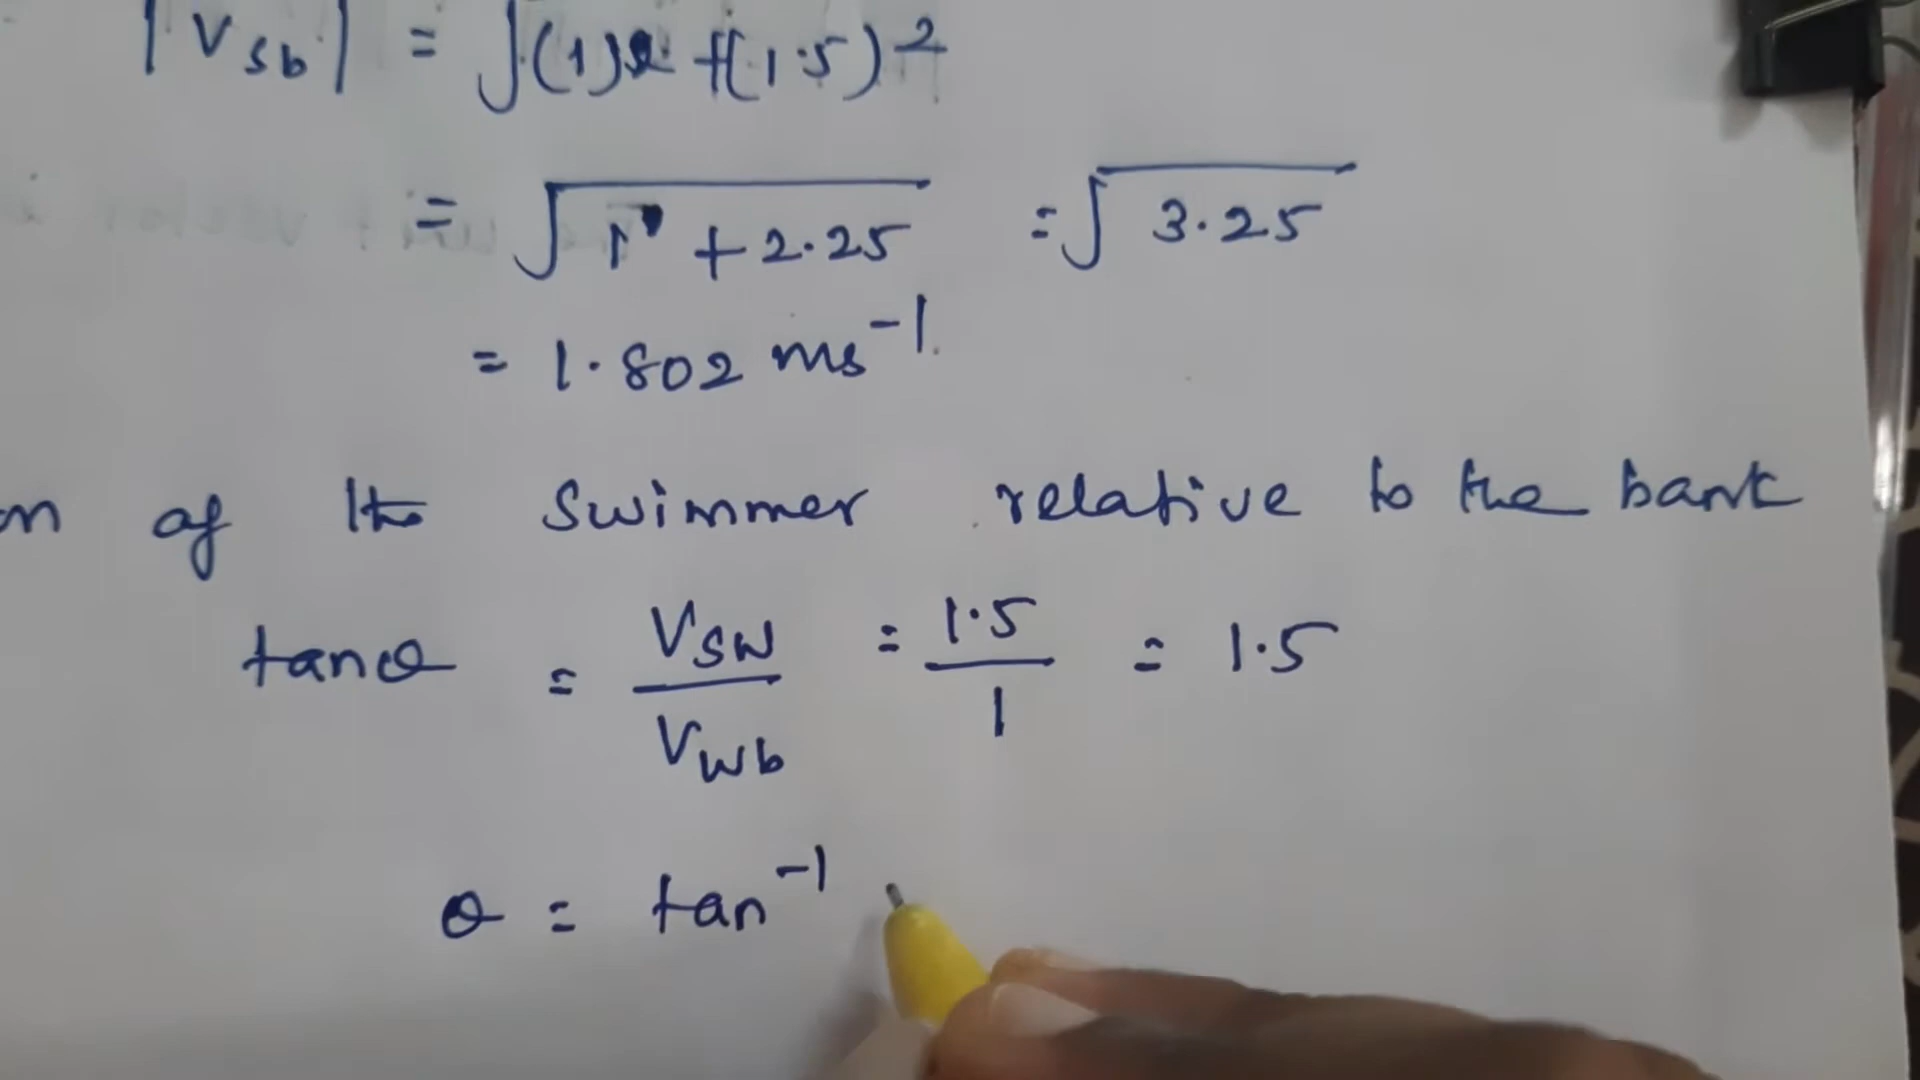 |Vsb| = √(1)2 + (1.5)2
= √1 + 2.25 = √3.25
= 1.802 ms-1
n of the Swimmer relative to the bank
tanθ = VSW/VWb = 1.5/1 = 1.5
θ = tan-1